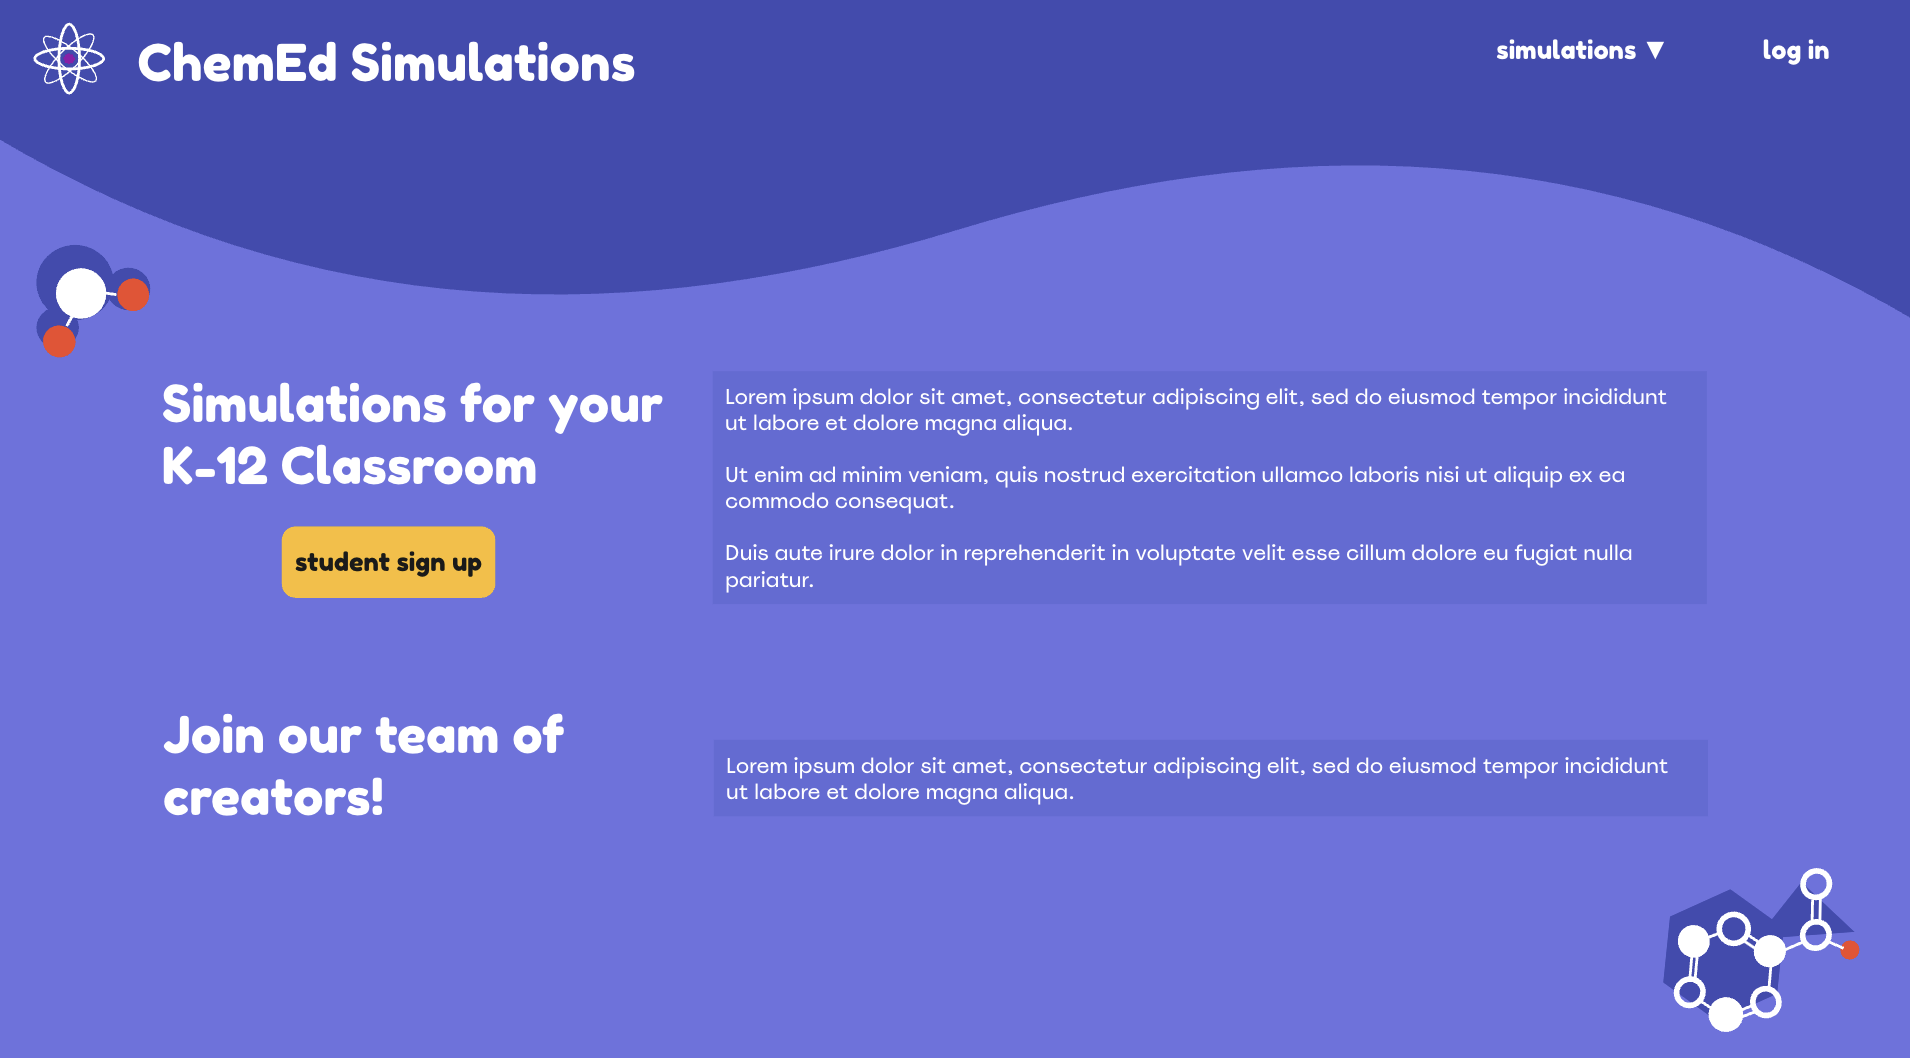 ChemEd Simulations
simulations ▼
log in
Simulations for your
K-12 Classroom
student sign up
Lorem ipsum dolor sit amet, consectetur adipiscing elit, sed do eiusmod tempor incididunt
ut labore et dolore magna aliqua.
Ut enim ad minim veniam, quis nostrud exercitation ullamco laboris nisi ut aliquip ex ea
commodo consequat.
Duis aute irure dolor in reprehenderit in voluptate velit esse cillum dolore eu fugiat nulla
pariatur.
Join our team of
creators!
Lorem ipsum dolor sit amet, consectetur adipiscing elit, sed do eiusmod tempor incididunt
ut labore et dolore magna aliqua.